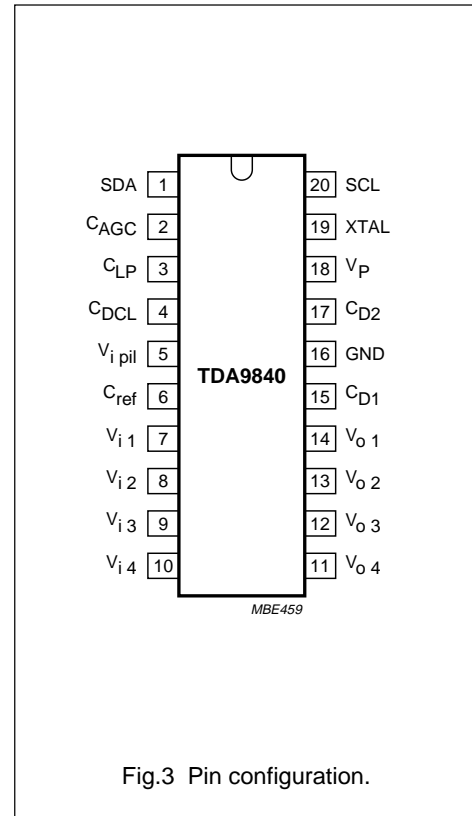 SDA 1 20 SCL
CAGC 2 19 XTAL
CLP 3 18 VP
CDCL 4 17 CD2
Vi pil 5 16 GND
TDA9840
Cref 6 15 CD1
Vi 1 7 14 Vo 1
Vi 2 8 13 Vo 2
Vi 3 9 12 Vo 3
Vi 4 10 11 Vo 4
MBE459
Fig.3 Pin configuration.